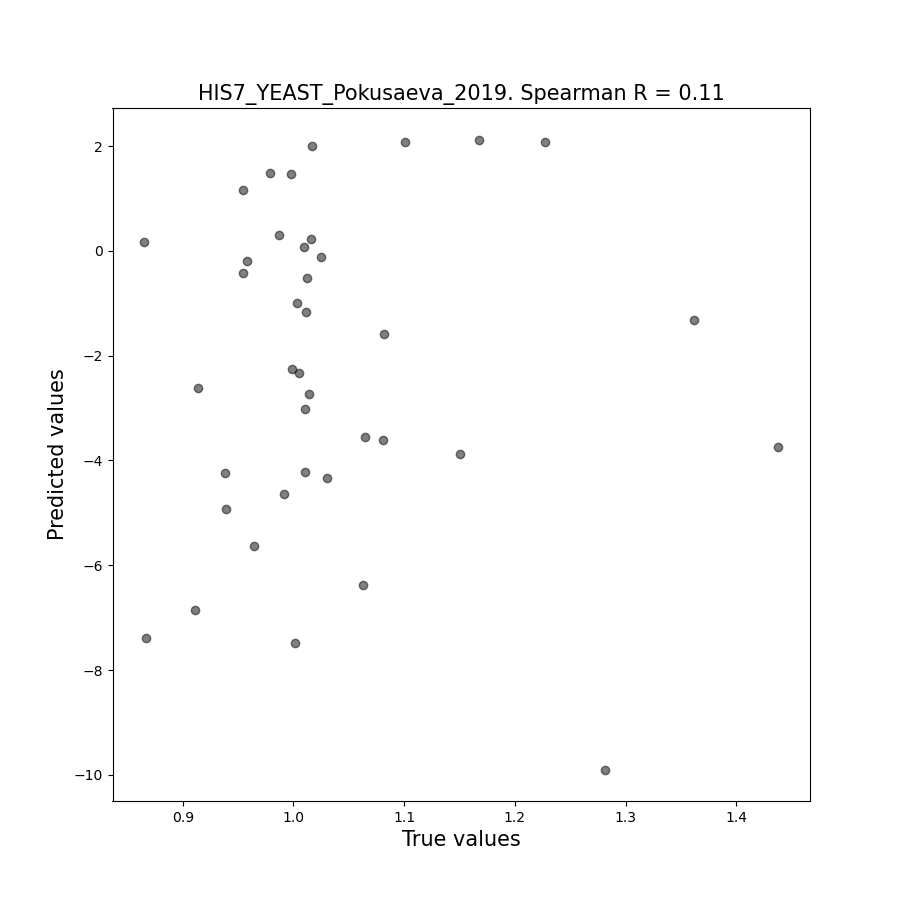 HIS7_YEAST_Pokusaeva_2019. Spearman R = 0.11
Predicted values
2
0
−2
−4
−6
−8
−10
0.9 1.0 1.1 1.2 1.3 1.4
True values